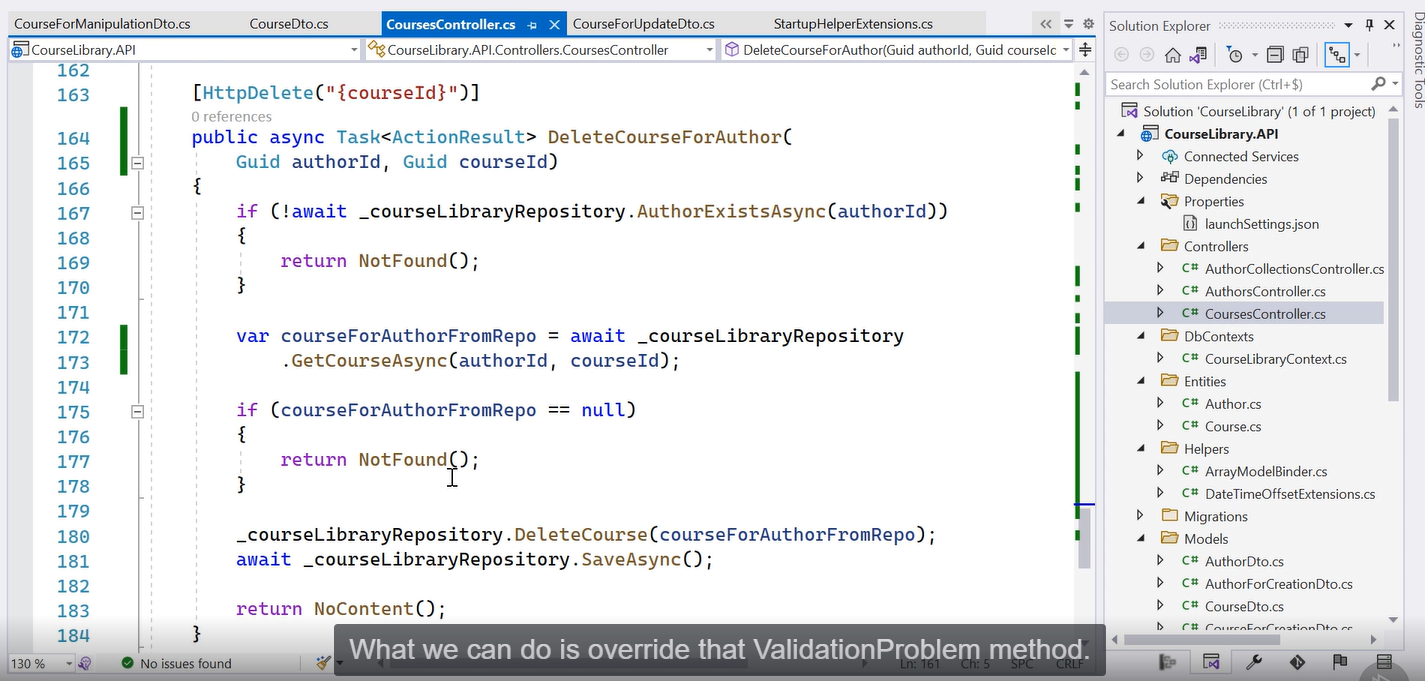 CourseForManipulationDto.cs CourseDto.cs CoursesController.cs CourseForUpdateDto.cs StartupHelperExtensions.cs
CourseLibrary.API CourseLibrary.API.Controllers.CoursesController DeleteCourseForAuthor(Guid authorId, Guid courseIc
162
163 [HttpDelete("{courseId}")]
0 references
164 public async Task<ActionResult> DeleteCourseForAuthor(
165 Guid authorId, Guid courseId)
166 {
167 if (!await _courseLibraryRepository.AuthorExistsAsync(authorId))
168 {
169 return NotFound();
170 }
171
172 var courseForAuthorFromRepo = await _courseLibraryRepository
173 .GetCourseAsync(authorId, courseId);
174
175 if (courseForAuthorFromRepo == null)
176 {
177 return NotFound();
178 }
179
180 _courseLibraryRepository.DeleteCourse(courseForAuthorFromRepo);
181 await _courseLibraryRepository.SaveAsync();
182
183 return NoContent();
184 }
130 % No issues found Ln: 161 Ch: 5 SPC CRLF
What we can do is override that ValidationProblem method.
Solution Explorer
Search Solution Explorer (Ctrl+$)
Solution 'CourseLibrary' (1 of 1 project)
CourseLibrary.API
Connected Services
Dependencies
Properties
launchSettings.json
Controllers
C# AuthorCollectionsController.cs
C# AuthorsController.cs
C# CoursesController.cs
DbContexts
C# CourseLibraryContext.cs
Entities
C# Author.cs
C# Course.cs
Helpers
C# ArrayModelBinder.cs
C# DateTimeOffsetExtensions.cs
Migrations
Models
C# AuthorDto.cs
C# AuthorForCreationDto.cs
C# CourseDto.cs
C# CourseForCreationDto.cs
Diagnostic Tools